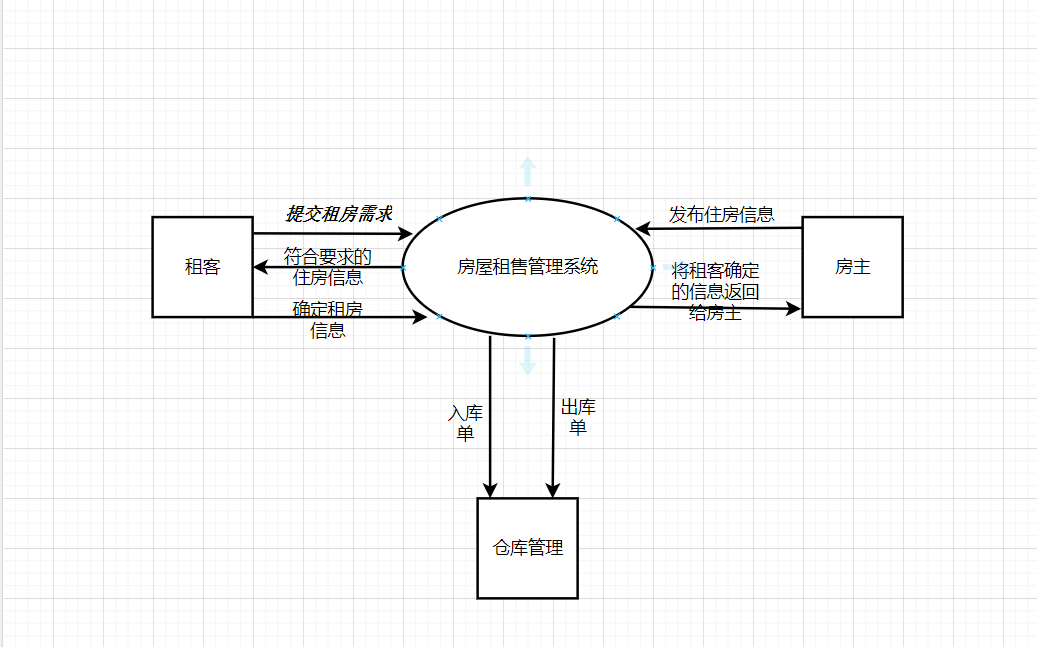 提交租房需求
发布住房信息
租客
符合要求的
住房信息
房屋租售管理系统
将租客确定
的信息返回
给房主
房主
确定租房
信息
入库
单
出库
单
仓库管理